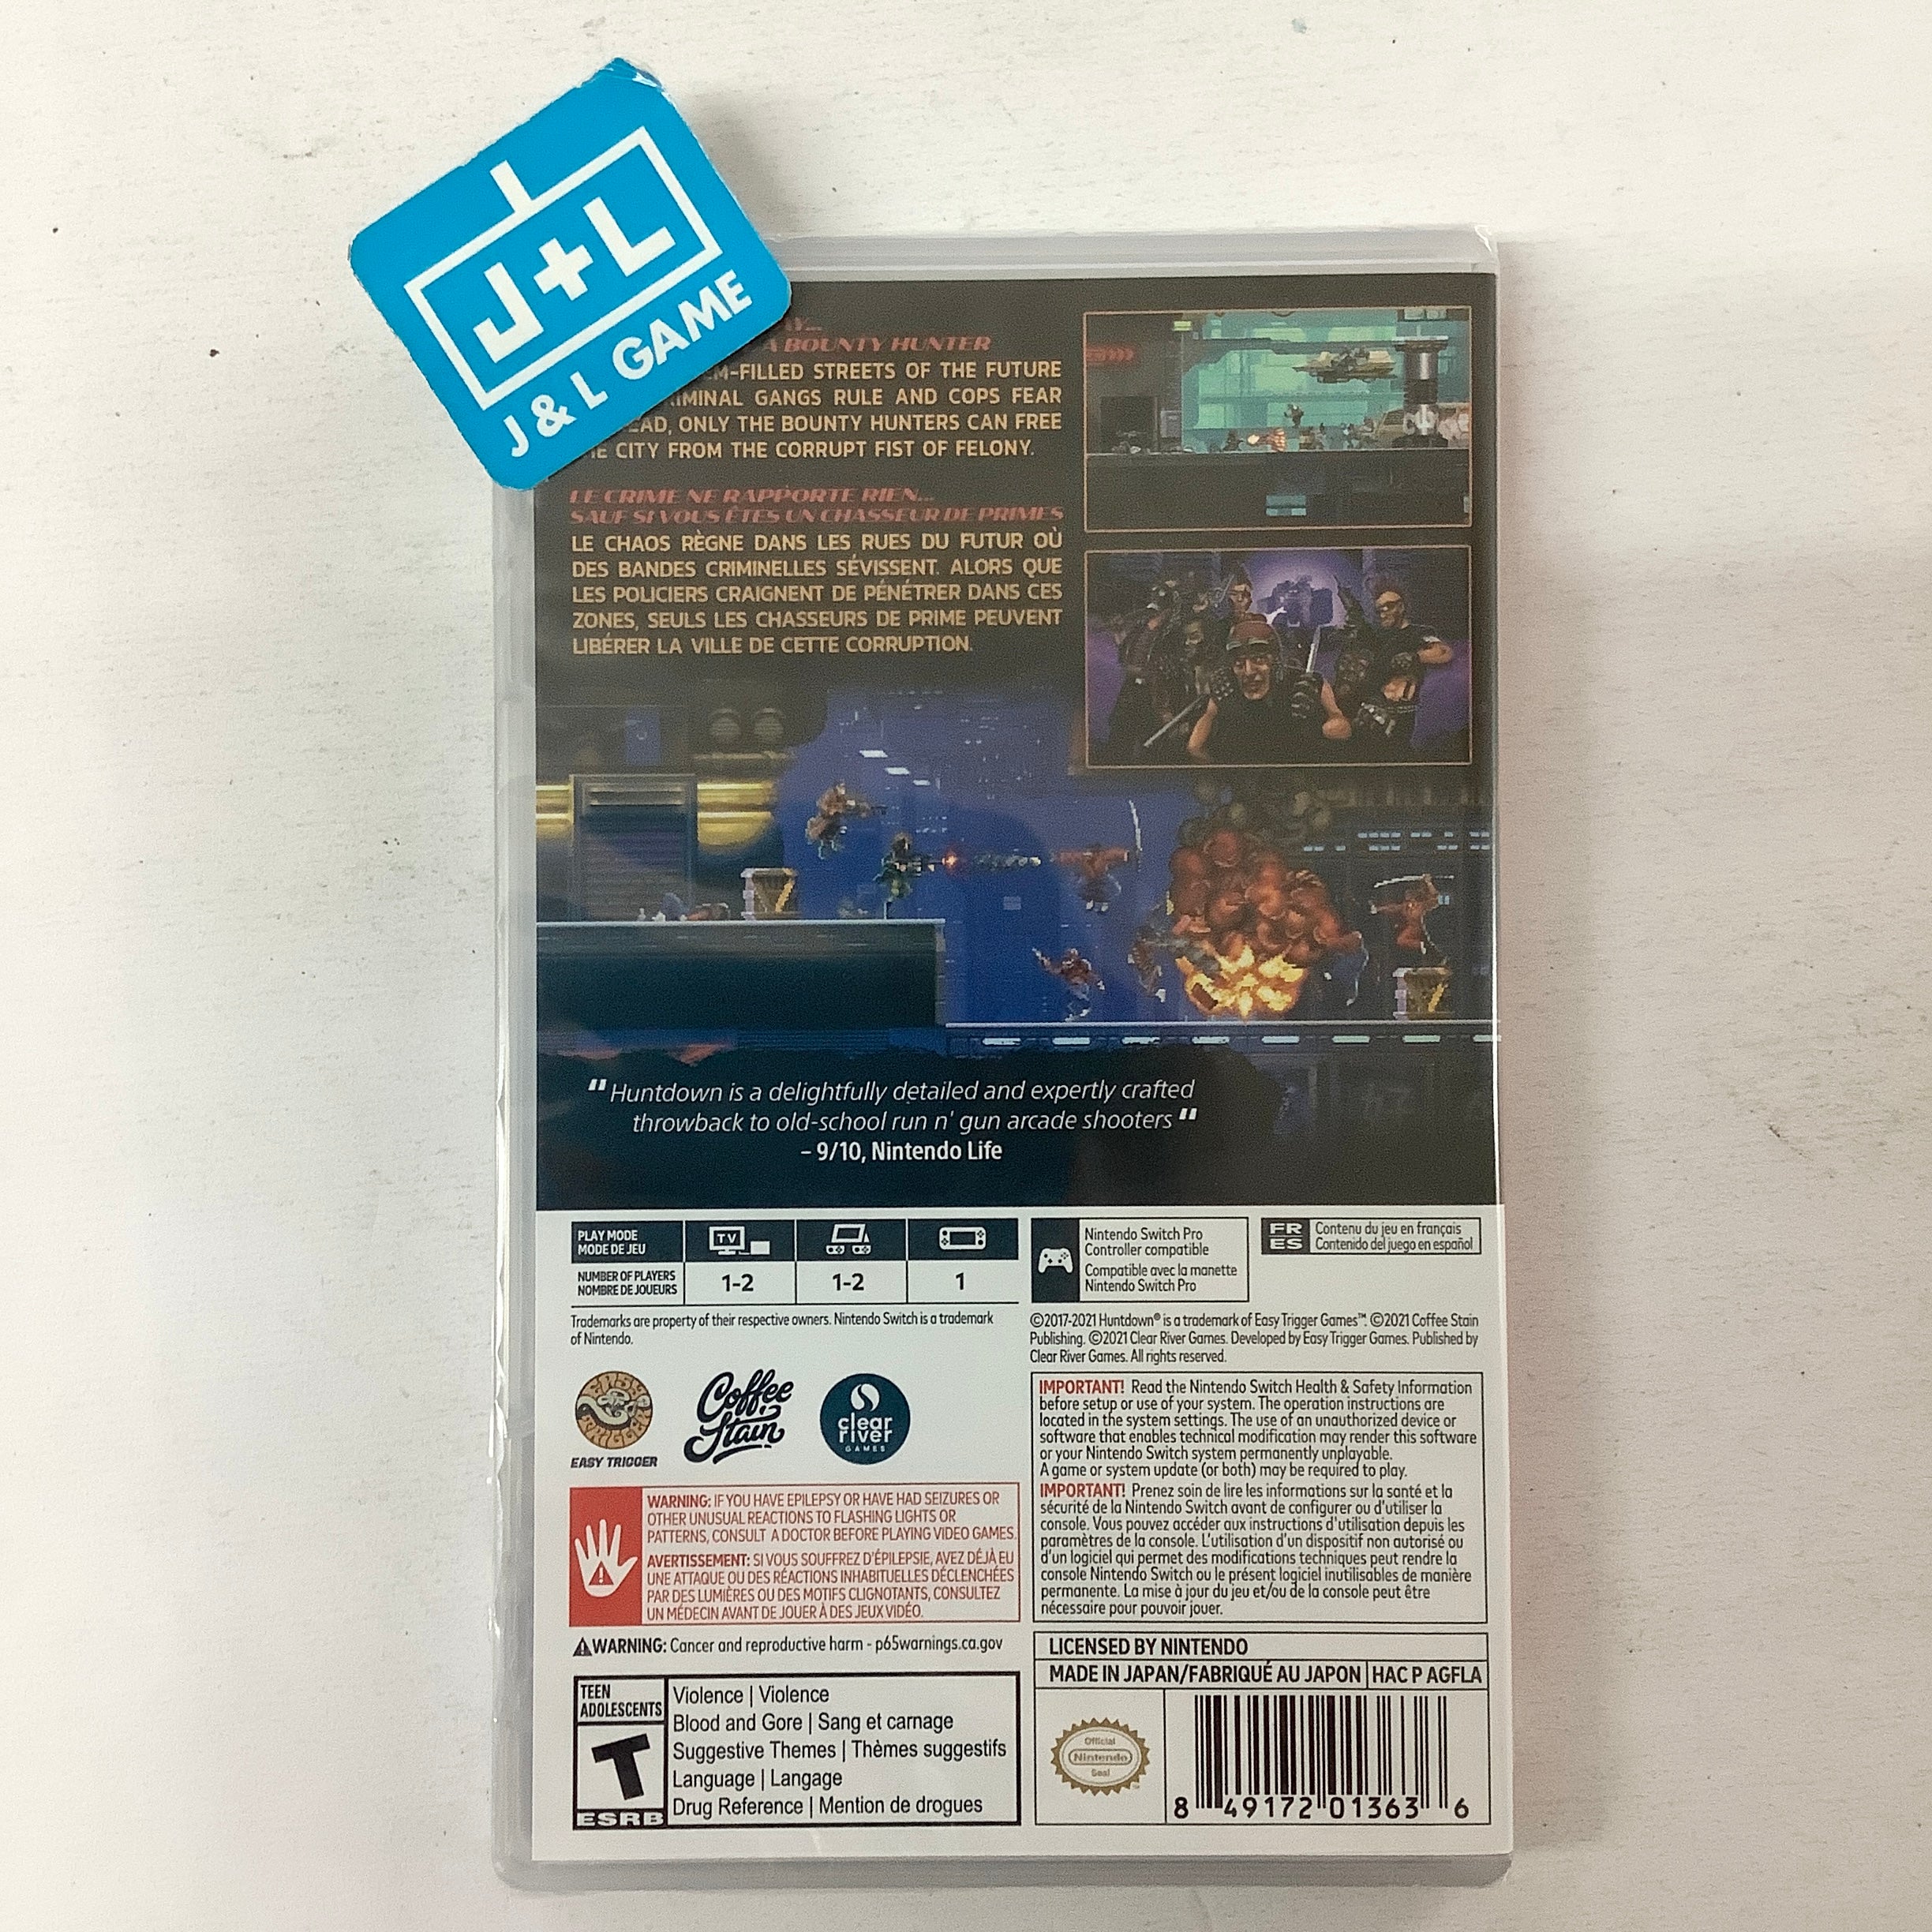 J+L
J & L GAME
A BOUNTY HUNTER
-FILLED STREETS OF THE FUTURE
GANGS RULE AND COPS FEAR
ONLY THE BOUNTY HUNTERS CAN FREE
CITY FROM THE CORRUPT FIST OF FELONY.
LE CRIME NE RAPPORTE RIEN...
SAUF SI VOUS ÊTES UN CHASSEUR DE PRIMES
LE CHAOS RÈGNE DANS LES RUES DU FUTUR OÙ
DES BANDES CRIMINELLES SÉVISSENT. ALORS QUE
LES POLICIERS CRAIGNENT DE PÉNÉTRER DANS CES
ZONES, SEULS LES CHASSEURS DE PRIME PEUVENT
LIBÉRER LA VILLE DE CETTE CORRUPTION.
"Huntdown is a delightfully detailed and expertly crafted
throwback to old-school run n' gun arcade shooters"
– 9/10, Nintendo Life
PLAY MODE
MODE DE JEU
TV
NUMBER OF PLAYERS
NOMBRE DE JOUEURS
1-2
1-2
1
Nintendo Switch Pro
Controller compatible
Compatible avec la manette
Nintendo Switch Pro
FR Contenu du jeu en français
ES Contenido del juego en español
Trademarks are property of their respective owners. Nintendo Switch is a trademark
of Nintendo.
©2017-2021 Huntdown® is a trademark of Easy Trigger Games™. ©2021 Coffee Stain
Publishing. ©2021 Clear River Games. Developed by Easy Trigger Games. Published by
Clear River Games. All rights reserved.
EASY TRIGGER
EASY TRIGGER
Coffee
Stain
clear
river
GAMES
IMPORTANT! Read the Nintendo Switch Health & Safety Information
before setup or use of your system. The operation instructions are
located in the system settings. The use of an unauthorized device or
software that enables technical modification may render this software
or your Nintendo Switch system permanently unplayable.
A game or system update (or both) may be required to play.
IMPORTANT! Prenez soin de lire les informations sur la santé et la
sécurité de la Nintendo Switch avant de configurer ou d'utiliser la
console. Vous pouvez accéder aux instructions d'utilisation depuis les
paramètres de la console. L'utilisation d'un dispositif non autorisé ou
d'un logiciel qui permet des modifications techniques peut rendre la
console Nintendo Switch ou le présent logiciel inutilisables de manière
permanente. La mise à jour du jeu et/ou de la console peut être
nécessaire pour pouvoir jouer.
WARNING: IF YOU HAVE EPILEPSY OR HAVE HAD SEIZURES OR
OTHER UNUSUAL REACTIONS TO FLASHING LIGHTS OR
PATTERNS, CONSULT A DOCTOR BEFORE PLAYING VIDEO GAMES.
AVERTISSEMENT: SI VOUS SOUFFREZ D'ÉPILEPSIE, AVEZ DÉJÀ EU
UNE ATTAQUE OU DES RÉACTIONS INHABITUELLES DÉCLENCHÉES
PAR DES LUMIÈRES OU DES MOTIFS CLIGNOTANTS, CONSULTEZ
UN MÉDECIN AVANT DE JOUER À DES JEUX VIDÉO.
WARNING: Cancer and reproductive harm - p65warnings.ca.gov
TEEN
ADOLESCENTS
T
ESRB
Violence | Violence
Blood and Gore | Sang et carnage
Suggestive Themes | Thèmes suggestifs
Language | Langage
Drug Reference | Mention de drogues
LICENSED BY NINTENDO
MADE IN JAPAN/FABRIQUÉ AU JAPON HAC P AGFLA
Official
Nintendo
Seal
8 49172 01363 6